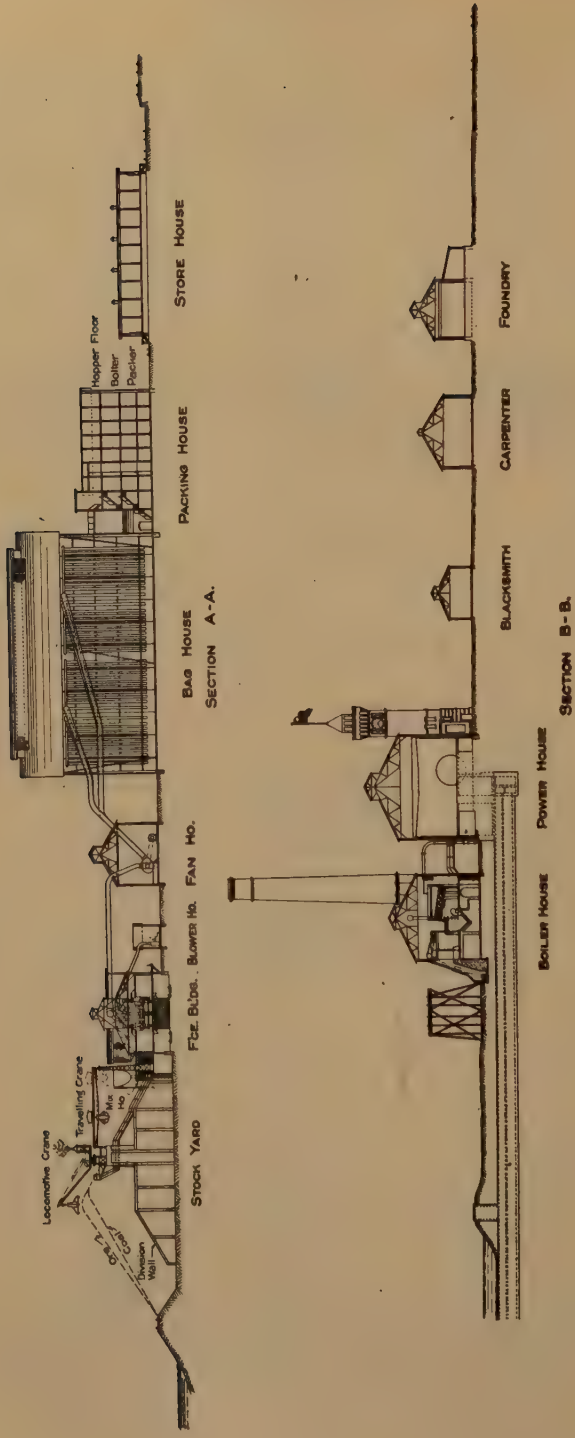 Locomotive Crane
Travelling Crane
Mix
Ho
Ore
Coal
Division
Wall
STOCK YARD
F'CE. BLDG.
BLOWER HO.
FAN HO.
BAG HOUSE
SECTION A-A.
PACKING HOUSE
Hopper Floor
Bolter
Packer
STORE HOUSE
BOILER HOUSE
POWER HOUSE
BLACKSMITH
CARPENTER
FOUNDRY
SECTION B-B.